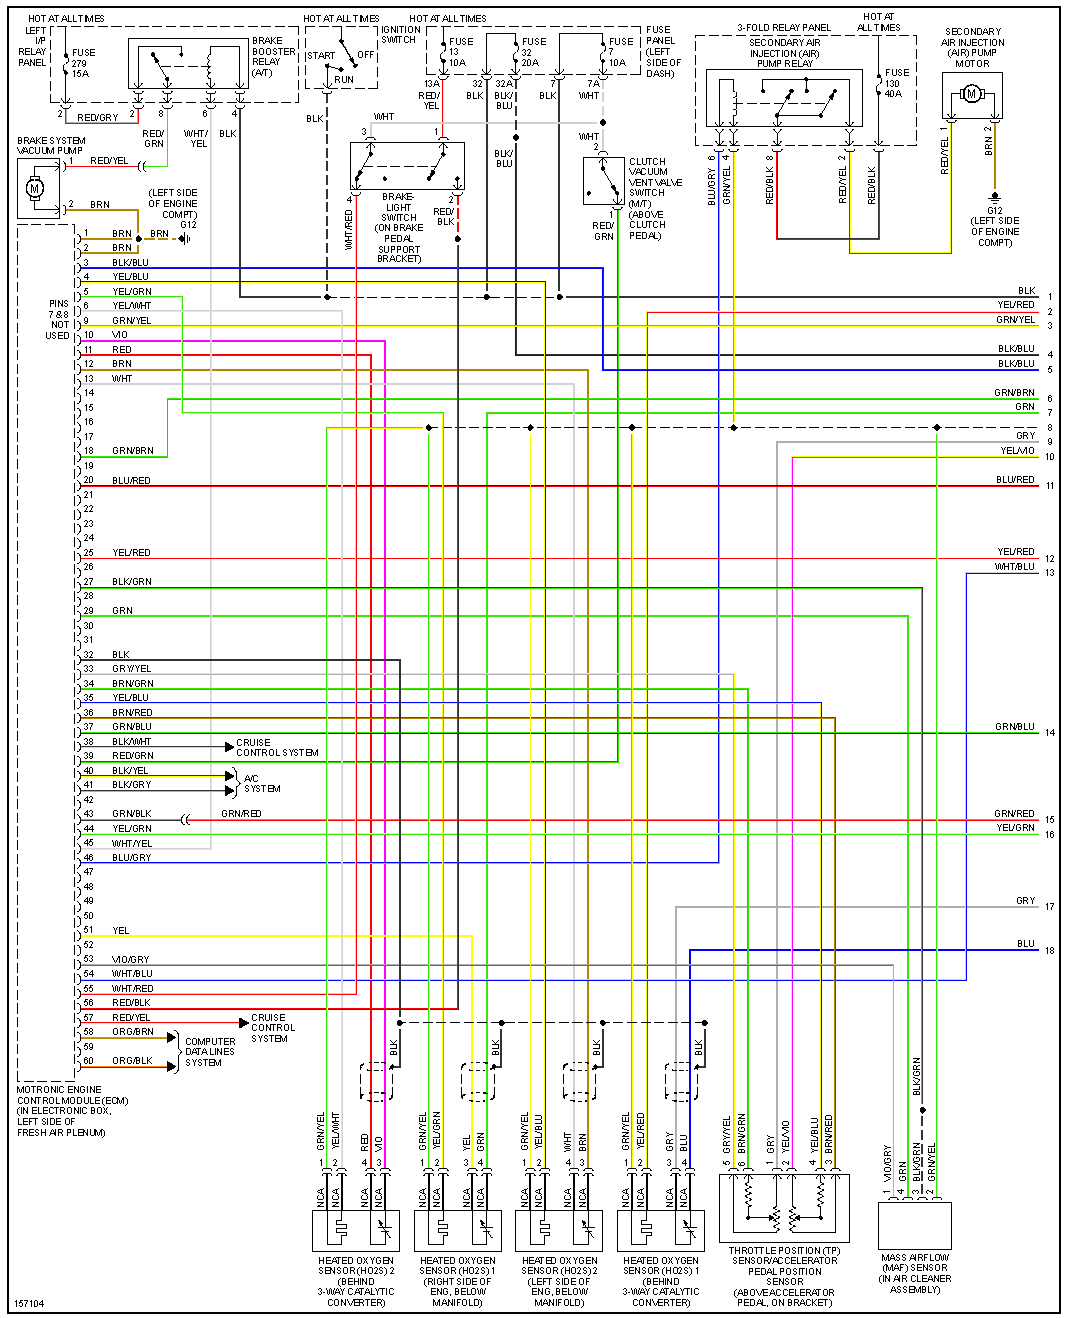 HOT AT ALL TIMES
LEFT
I/P
RELAY
PANEL
FUSE
279
15A
BRAKE
BOOSTER
RELAY
(A/T)
2
RED/GRY
2
8
6
4
RED/
GRN
WHT/
YEL
BLK
HOT AT ALL TIMES
IGNITION
SWITCH
START
OFF
RUN
BLK
HOT AT ALL TIMES
FUSE
13
10A
FUSE
32
20A
FUSE
7
10A
FUSE
PANEL
(LEFT
SIDE OF
DASH)
13A
32
32A
7
7A
RED/
YEL
BLK
BLK/
BLU
BLK
WHT
WHT
3
1
BLK/
BLU
WHT
2
CLUTCH
VACUUM
VENT VALVE
SWITCH
(M/T)
(ABOVE
CLUTCH
PEDAL)
1
RED/
GRN
4
2
WHT/RED
RED/
BLK
BRAKE-
LIGHT
SWITCH
(ON BRAKE
PEDAL
SUPPORT
BRACKET)
3-FOLD RELAY PANEL
HOT AT
ALL TIMES
SECONDARY AIR
INJECTION (AIR)
PUMP RELAY
FUSE
130
40A
6
4
8
2
BLU/GRY
GRN/YEL
RED/BLK
RED/YEL
RED/BLK
SECONDARY
AIR INJECTION
(AIR) PUMP
MOTOR
M
1
2
RED/YEL
BRN
G12
(LEFT SIDE
OF ENGINE
COMPT)
BRAKE SYSTEM
VACUUM PUMP
M
1
RED/YEL
2
BRN
(LEFT SIDE
OF ENGINE
COMPT)
G12
BRN
PINS
7 & 8
NOT
USED
1 BRN
2 BRN
3 BLK/BLU
4 YEL/BLU
5 YEL/GRN
6 YEL/WHT
9 GRN/YEL
10 VIO
11 RED
12 BRN
13 WHT
14
15
16
17
18 GRN/BRN
19
20 BLU/RED
21
22
23
24
25 YEL/RED
26
27 BLK/GRN
28
29 GRN
30
31
32 BLK
33 GRY/YEL
34 BRN/GRN
35 YEL/BLU
36 BRN/RED
37 GRN/BLU
38 BLK/WHT
39 RED/GRN
40 BLK/YEL
41 BLK/GRY
42
43 GRN/BLK
44 YEL/GRN
45 WHT/YEL
46 BLU/GRY
47
48
49
50
51 YEL
52
53 VIO/GRY
54 WHT/BLU
55 WHT/RED
56 RED/BLK
57 RED/YEL
58 ORG/BRN
59
60 ORG/BLK
CRUISE
CONTROL SYSTEM
A/C
SYSTEM
GRN/RED
CRUISE
CONTROL
SYSTEM
COMPUTER
DATA LINES
SYSTEM
MOTRONIC ENGINE
CONTROL MODULE (ECM)
(IN ELECTRONIC BOX,
LEFT SIDE OF
FRESH AIR PLENUM)
BLK 1
YEL/RED 2
GRN/YEL 3
BLK/BLU 4
BLK/BLU 5
GRN/BRN 6
GRN 7
8
GRY 9
YEL/VIO 10
BLU/RED 11
YEL/RED 12
WHT/BLU 13
GRN/BLU 14
GRN/RED 15
YEL/GRN 16
GRY 17
BLU 18
BLK
BLK
BLK
BLK
BLK/GRN
GRN/YEL
YEL/WHT
RED
VIO
1
2
4
3
NCA
NCA
NCA
NCA
HEATED OXYGEN
SENSOR (HO2S) 2
(BEHIND
3-WAY CATALYTIC
CONVERTER)
GRN/YEL
YEL/GRN
YEL
GRN
1
2
3
4
NCA
NCA
NCA
NCA
HEATED OXYGEN
SENSOR (HO2S) 1
(RIGHT SIDE OF
ENG, BELOW
MANIFOLD)
GRN/YEL
YEL/BLU
WHT
BRN
1
2
4
3
NCA
NCA
NCA
NCA
HEATED OXYGEN
SENSOR (HO2S) 2
(LEFT SIDE OF
ENG, BELOW
MANIFOLD)
GRN/YEL
YEL/RED
GRY
BLU
1
2
3
4
NCA
NCA
NCA
NCA
HEATED OXYGEN
SENSOR (HO2S) 1
(BEHIND
3-WAY CATALYTIC
CONVERTER)
GRY/YEL
BRN/GRN
GRY
YEL/VIO
YEL/BLU
BRN/RED
5
6
1
2
4
3
THROTTLE POSITION (TP)
SENSOR/ACCELERATOR
PEDAL POSITION
SENSOR
(ABOVE ACCELERATOR
PEDAL, ON BRACKET)
VIO/GRY
GRN
BLK/GRN
GRN/YEL
1
4
3
2
MASS AIRFLOW
(MAF) SENSOR
(IN AIR CLEANER
ASSEMBLY)
157104